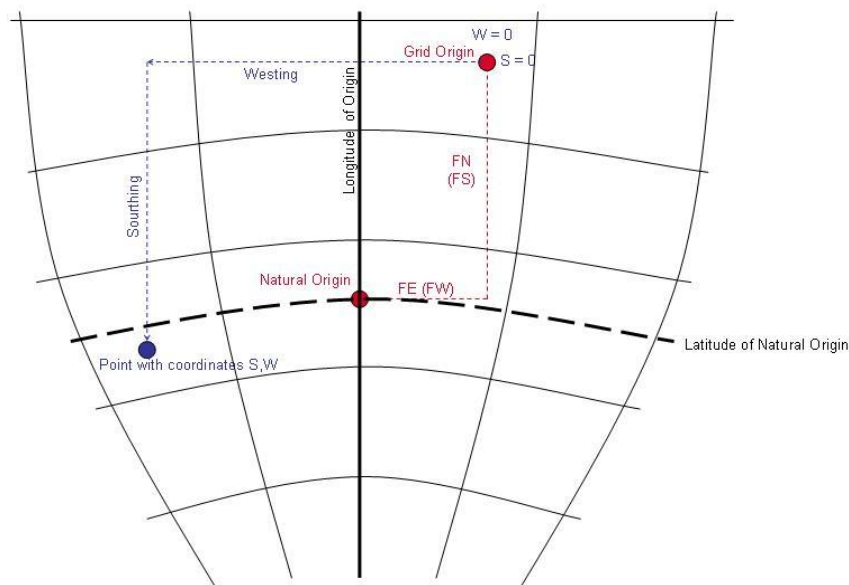 W = 0
Grid Origin
S = 0
Westing
Longitude of Origin
FN
(FS)
Sourthing
Natural Origin
FE (FW)
Latitude of Natural Origin
Point with coordinates S,W